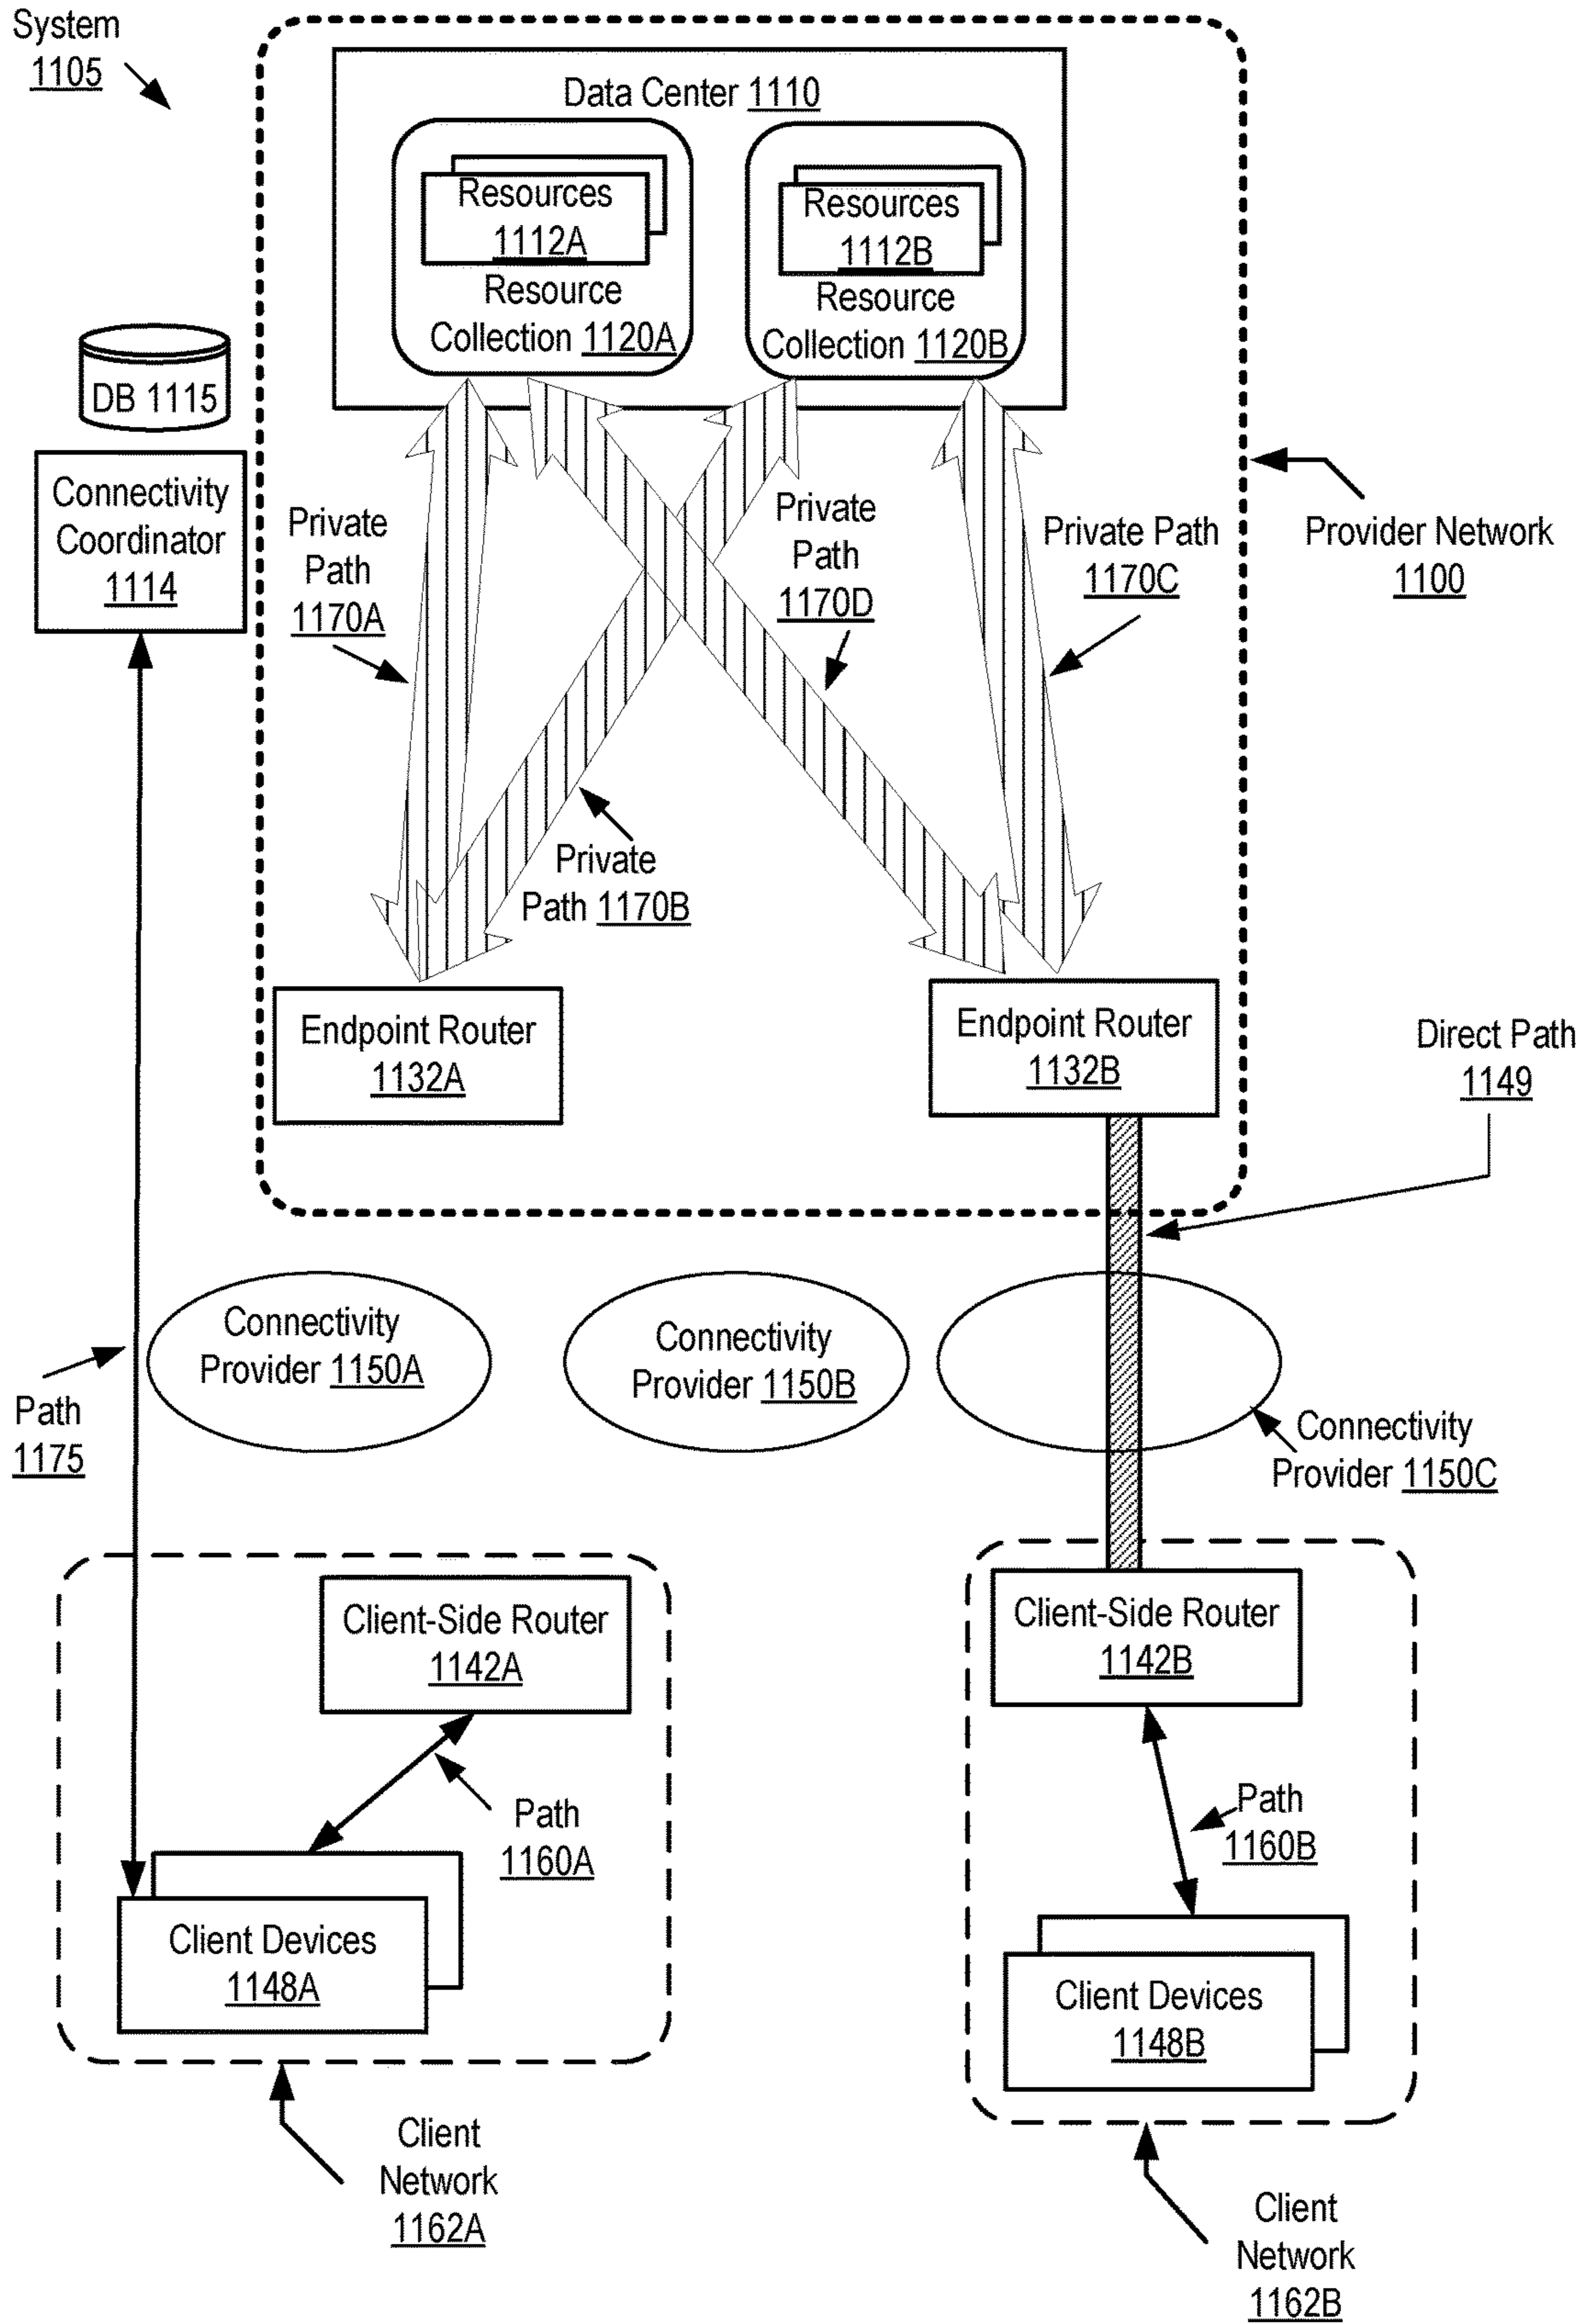 System
1105
Data Center 1110
Resources
1112A
Resource
Collection 1120A
Resources
1112B
Resource
Collection 1120B
DB 1115
Connectivity
Coordinator
1114
Private
Path
1170A
Private
Path
1170D
Private Path
1170C
Provider Network
1100
Private
Path 1170B
Endpoint Router
1132A
Endpoint Router
1132B
Direct Path
1149
Connectivity
Provider 1150A
Connectivity
Provider 1150B
Connectivity
Provider 1150C
Path
1175
Client-Side Router
1142A
Client-Side Router
1142B
Path
1160A
Path
1160B
Client Devices
1148A
Client Devices
1148B
Client
Network
1162A
Client
Network
1162B